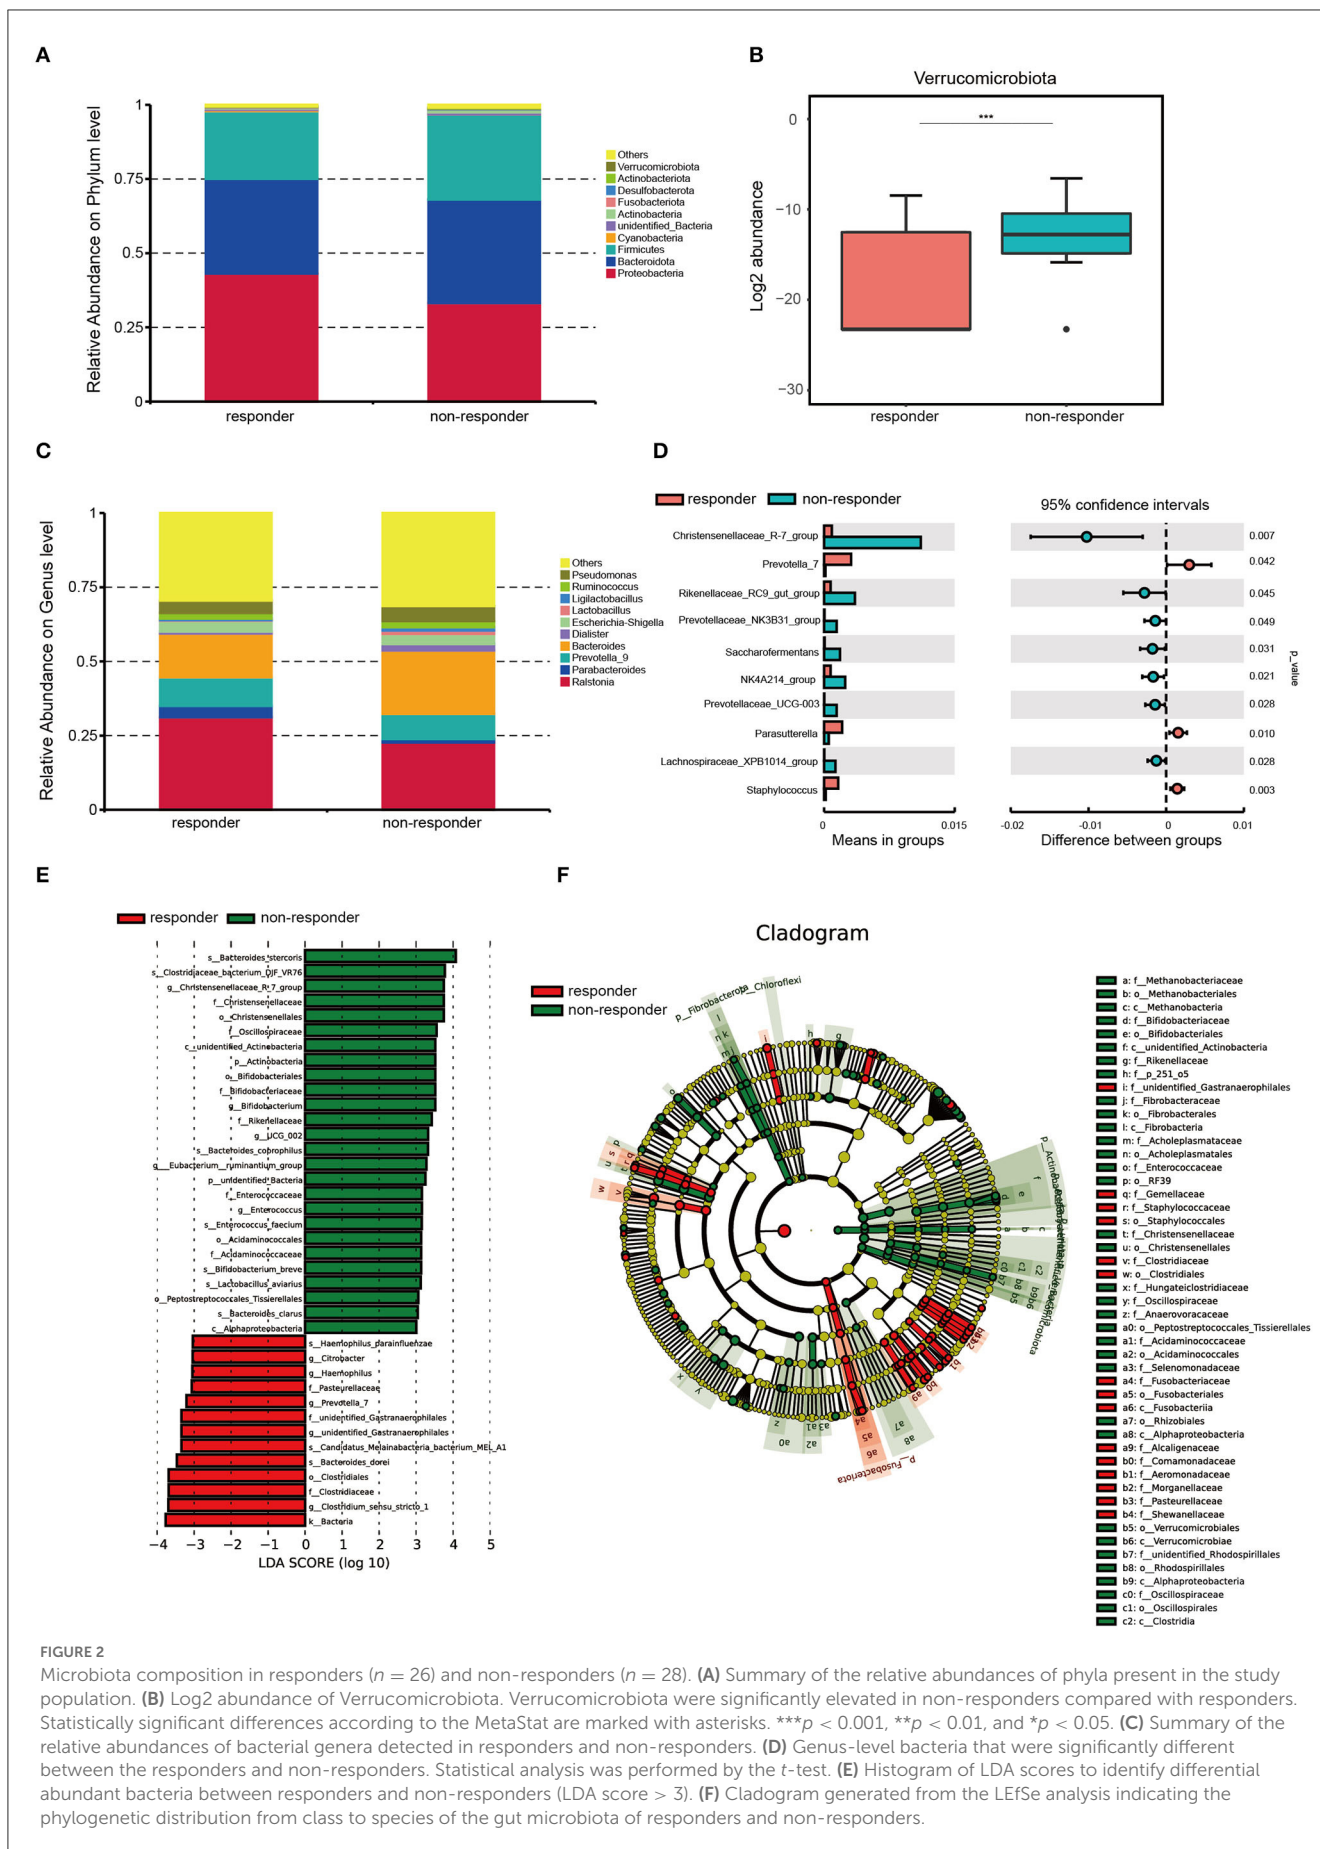 A
Relative Abundance on Phylum level
1
0.75
0.5
0.25
0
responder
non-responder
Others
Verrucomicrobiota
Actinobacteriota
Desulfobacterota
Fusobacteriota
Actinobacteria
unidentified_Bacteria
Cyanobacteria
Firmicutes
Bacteroidota
Proteobacteria
B
Verrucomicrobiota
***
Log2 abundance
0
−10
−20
−30
responder
non-responder
C
Relative Abundance on Genus level
1
0.75
0.5
0.25
0
responder
non-responder
Others
Pseudomonas
Ruminococcus
Ligilactobacillus
Lactobacillus
Escherichia-Shigella
Dialister
Bacteroides
Prevotella_9
Parabacteroides
Ralstonia
D
responder
non-responder
95% confidence intervals
Christensenellaceae_R-7_group
0.007
Prevotella_7
0.042
Rikenellaceae_RC9_gut_group
0.045
Prevotellaceae_NK3B31_group
0.049
Saccharofermentans
0.031
NK4A214_group
0.021
Prevotellaceae_UCG-003
0.028
Parasutterella
0.010
Lachnospiraceae_XPB1014_group
0.028
Staphylococcus
0.003
p_value
0
0.015
-0.02
-0.01
0
0.01
Means in groups
Difference between groups
E
responder
non-responder
s__Bacteroides_stercoris
s__Clostridiaceae_bacterium_DJF_VR76
g__Christensenellaceae_R_7_group
f__Christensenellaceae
o__Christensenellales
f__Oscillospiraceae
c__unidentified_Actinobacteria
p__Actinobacteria
o__Bifidobacteriales
f__Bifidobacteriaceae
g__Bifidobacterium
f__Rikenellaceae
g__UCG_002
s__Bacteroides_coprophilus
g___Eubacterium__ruminantium_group
p__unidentified_Bacteria
f__Enterococcaceae
g__Enterococcus
s__Enterococcus_faecium
o__Acidaminococcales
f__Acidaminococcaceae
s__Bifidobacterium_breve
s__Lactobacillus_aviarius
o__Peptostreptococcales_Tissierellales
s__Bacteroides_clarus
c__Alphaproteobacteria
s__Haemophilus_parainfluenzae
g__Citrobacter
g__Haemophilus
f__Pasteurellaceae
g__Prevotella_7
f__unidentified_Gastranaerophilales
g__unidentified_Gastranaerophilales
s__Candidatus_Melainabacteria_bacterium_MEL_A1
s__Bacteroides_dorei
o__Clostridiales
f__Clostridiaceae
g__Clostridium_sensu_stricto_1
k__Bacteria
−4 −3 −2 −1 0 1 2 3 4 5
LDA SCORE (log 10)
F
Cladogram
responder
non-responder
p__Fibrobacterota
p__Chloroflexi
p__Fusobacteriota
a: f__Methanobacteriaceae
b: o__Methanobacteriales
c: c__Methanobacteria
d: f__Bifidobacteriaceae
e: o__Bifidobacteriales
f: c__unidentified_Actinobacteria
g: f__Rikenellaceae
h: f__p_251_o5
i: f__unidentified_Gastranaerophilales
j: f__Fibrobacteraceae
k: o__Fibrobacterales
l: c__Fibrobacteria
m: f__Acholeplasmataceae
n: o__Acholeplasmatales
o: f__Enterococcaceae
p: o__RF39
q: f__Gemellaceae
r: f__Staphylococcaceae
s: o__Staphylococcales
t: f__Christensenellaceae
u: o__Christensenellales
v: f__Clostridiaceae
w: o__Clostridiales
x: f__Hungateiclostridiaceae
y: f__Oscillospiraceae
z: f__Anaerovoracaceae
a0: o__Peptostreptococcales_Tissierellales
a1: f__Acidaminococcaceae
a2: o__Acidaminococcales
a3: f__Selenomonadaceae
a4: f__Fusobacteriaceae
a5: o__Fusobacteriales
a6: c__Fusobacteriia
a7: o__Rhizobiales
a8: c__Alphaproteobacteria
a9: f__Alcaligenaceae
b0: f__Comamonadaceae
b1: f__Aeromonadaceae
b2: f__Morganellaceae
b3: f__Pasteurellaceae
b4: f__Shewanellaceae
b5: o__Verrucomicrobiales
b6: c__Verrucomicrobiae
b7: f__unidentified_Rhodospirillales
b8: o__Rhodospirillales
b9: c__Alphaproteobacteria
c0: f__Oscillospiraceae
c1: o__Oscillospirales
c2: c__Clostridia
FIGURE 2
Microbiota composition in responders (n = 26) and non-responders (n = 28). (A) Summary of the relative abundances of phyla present in the study
population. (B) Log2 abundance of Verrucomicrobiota. Verrucomicrobiota were significantly elevated in non-responders compared with responders.
Statistically significant differences according to the MetaStat are marked with asterisks. ***p < 0.001, **p < 0.01, and *p < 0.05. (C) Summary of the
relative abundances of bacterial genera detected in responders and non-responders. (D) Genus-level bacteria that were significantly different
between the responders and non-responders. Statistical analysis was performed by the t-test. (E) Histogram of LDA scores to identify differential
abundant bacteria between responders and non-responders (LDA score > 3). (F) Cladogram generated from the LEfSe analysis indicating the
phylogenetic distribution from class to species of the gut microbiota of responders and non-responders.